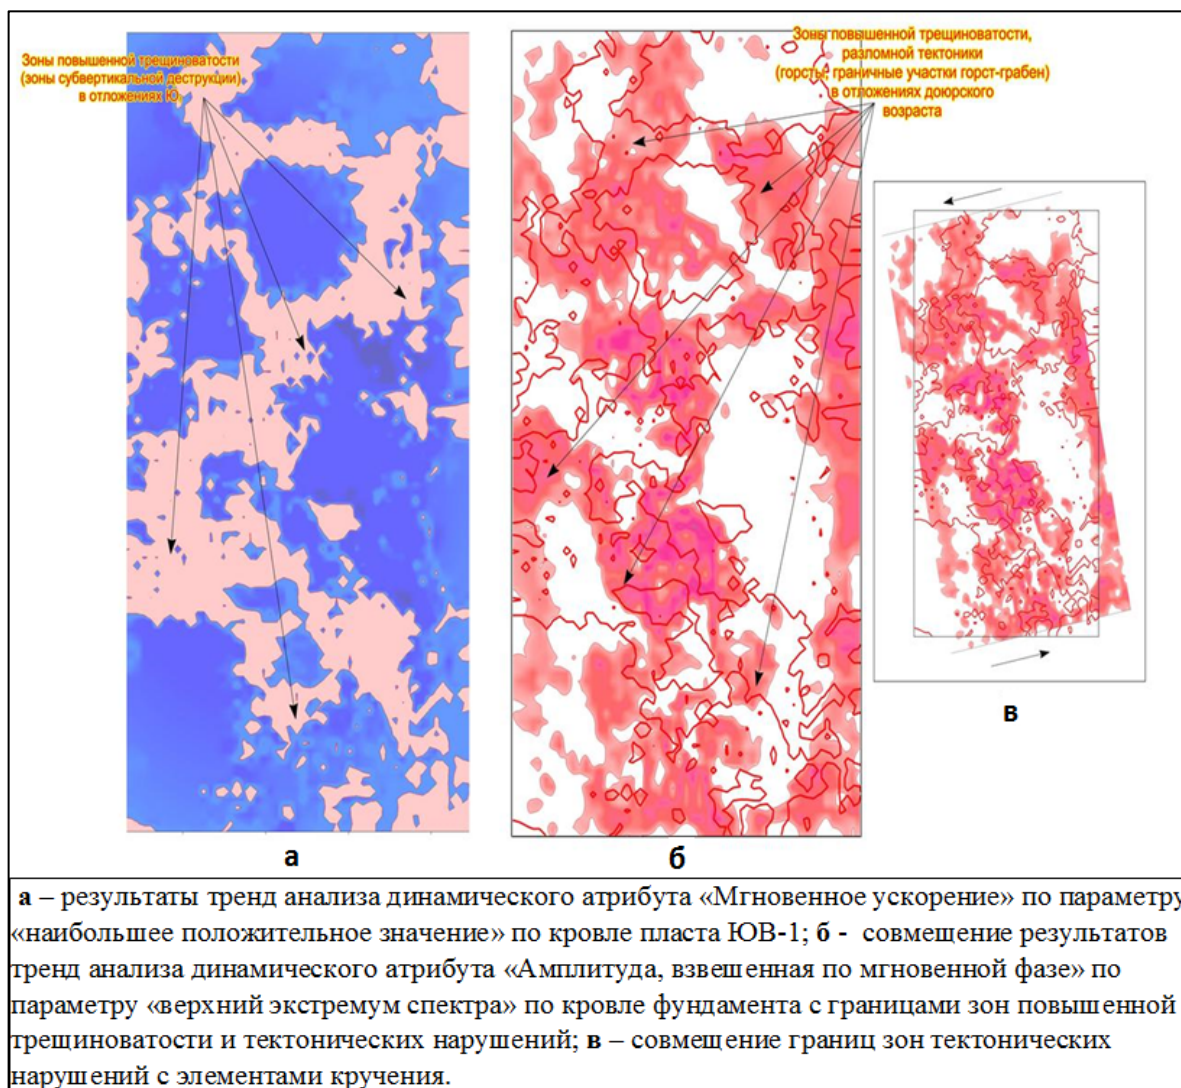 Зоны повышенной трещиноватости
(зоны субвертикальной деструкции)
в отложениях Ю₁
Зоны повышенной трещиноватости,
разломной тектоники
(горсты, граничные участки горст-грабен)
в отложениях доюрского
возраста
а
б
в
а – результаты тренд анализа динамического атрибута «Мгновенное ускорение» по параметру
«наибольшее положительное значение» по кровле пласта ЮВ-1; б - совмещение результатов
тренд анализа динамического атрибута «Амплитуда, взвешенная по мгновенной фазе» по
параметру «верхний экстремум спектра» по кровле фундамента с границами зон повышенной
трещиноватости и тектонических нарушений; в – совмещение границ зон тектонических
нарушений с элементами кручения.